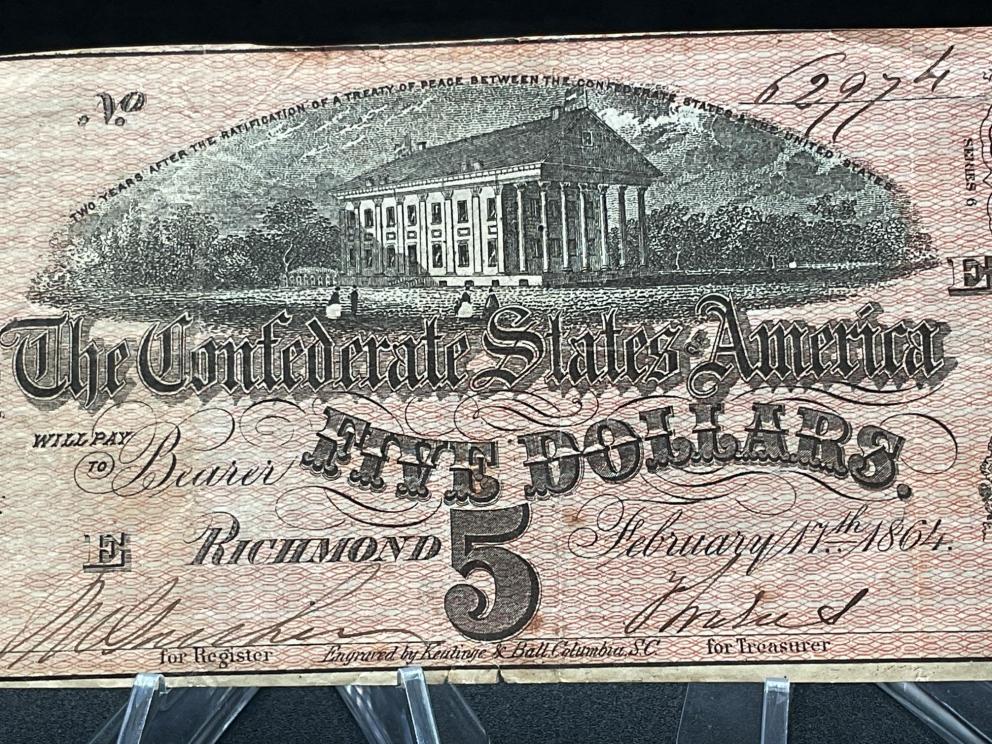 No
62974
TWO YEARS AFTER THE RATIFICATION OF A TREATY OF PEACE BETWEEN THE CONFEDERATE STATES & THE UNITED STATES
SERIES 6
E
The Confederate States of America
WILL PAY
TO Bearer
FIVE DOLLARS.
E
RICHMOND
5
February 17th 1864.
for Register
Engraved by Keatinge & Ball Columbia, S.C
for Treasurer